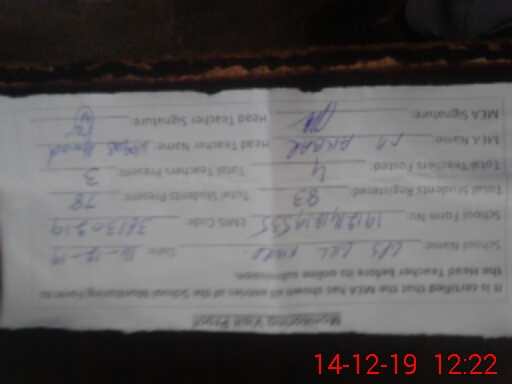 Monitoring Visit Proof
It is certified that the MEA has shown all entries of the School Monitoring Form to
the Head Teacher before its online submission.
School Name: GPS Date: 14-12-19
School Form No: EMIS Code:
Total Students Registered: 83 Total Students Present: 78
Total Teachers Posted: 4 Total Teachers Present: 3
MEA Name: M AKBAR Head Teacher Name:
MEA Signature: Head Teacher Signature:
14-12-19 12:22